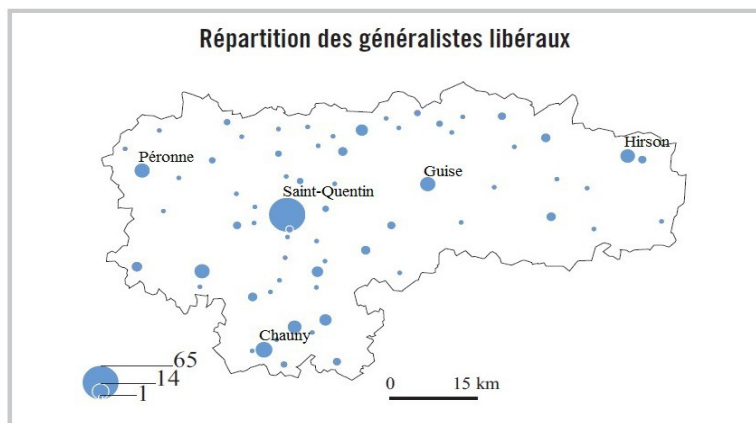 Répartition des généralistes libéraux
Hirson
Péronne
Guise
Saint-Quentin
Chauny
65
14
1
0 15 km